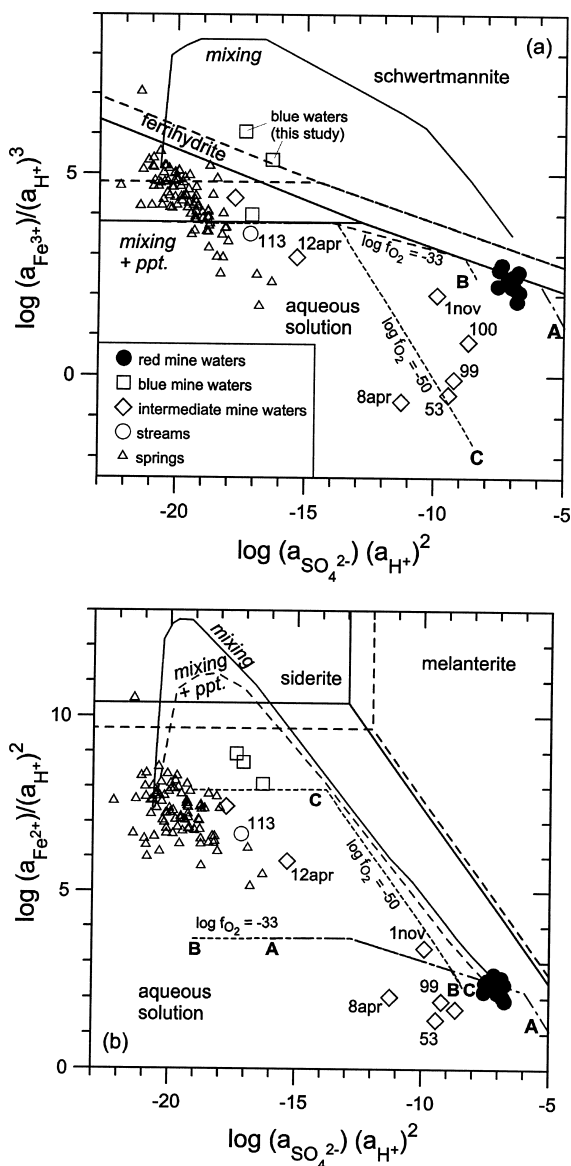 (a)
mixing
schwertmannite
blue waters
(this study)
ferrihydrite
5
113
12apr
log fO2 = -33
mixing
+ ppt.
B
aqueous
solution
1nov
A
100
log fO2 = -50
99
0
8apr
53
C
red mine waters
blue mine waters
intermediate mine waters
streams
springs
log (aFe3+)/(aH+)3
-20
-15
-10
-5
log (aSO42-) (aH+)2
mixing
mixing
+ ppt.
siderite
melanterite
10
C
113
12apr
log fO2 = -50
5
log fO2 = -33
B
A
1nov
aqueous
solution
8apr
99
B
C
53
A
0
(b)
log (aFe2+)/(aH+)2
-20
-15
-10
-5
log (aSO42-) (aH+)2